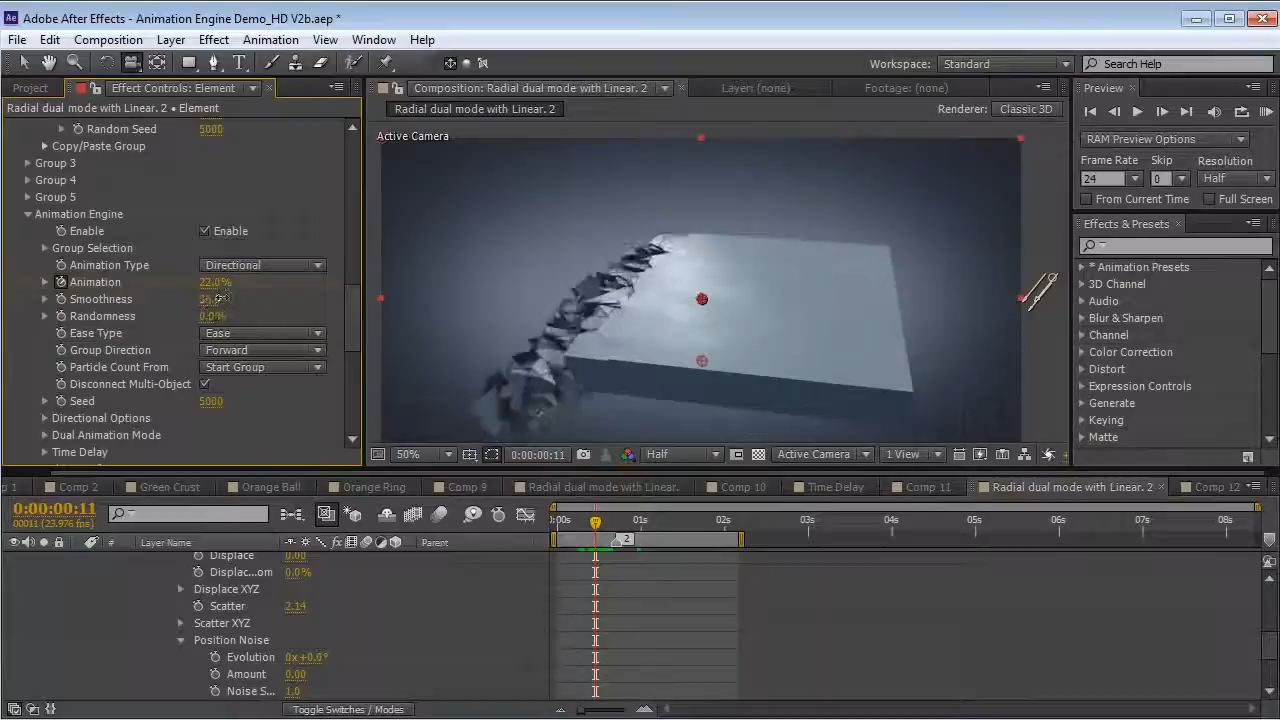 Adobe After Effects - Animation Engine Demo_HD V2b.aep *
File Edit Composition Layer Effect Animation View Window Help
Workspace: Standard Search Help
Project Effect Controls: Element Composition: Radial dual mode with Linear. 2 Layer: (none) Footage: (none) Preview
Radial dual mode with Linear. 2 • Element
Radial dual mode with Linear. 2
Renderer: Classic 3D
Active Camera
Random Seed 5000
Copy/Paste Group
Group 3
Group 4
Group 5
Animation Engine
Enable Enable
Group Selection
Animation Type Directional
Animation 22.0%
Smoothness
Randomness 0.0%
Ease Type Ease
Group Direction Forward
Particle Count From Start Group
Disconnect Multi-Object
Seed 5000
Directional Options
Dual Animation Mode
Time Delay
50% 0:00:00:11 Half Active Camera 1 View
RAM Preview Options
Frame Rate Skip Resolution
24 0 Half
From Current Time Full Screen
Effects & Presets
* Animation Presets
3D Channel
Audio
Blur & Sharpen
Channel
Color Correction
Distort
Expression Controls
Generate
Keying
Matte
p 1 Comp 2 Green Crust Orange Ball Orange Ring Comp 9 Radial dual mode with Linear. Comp 10 Time Delay Comp 11 Radial dual mode with Linear. 2 Comp 12
0:00:00:11
00011 (23.976 fps)
):00s 01s 02s 03s 04s 05s 06s 07s 08s
2
# Layer Name fx Parent
Displace 0.00
Displac...om 0.0%
Displace XYZ
Scatter 2.14
Scatter XYZ
Position Noise
Evolution 0x+0.0°
Amount 0.00
Noise S... 1.0
Toggle Switches / Modes